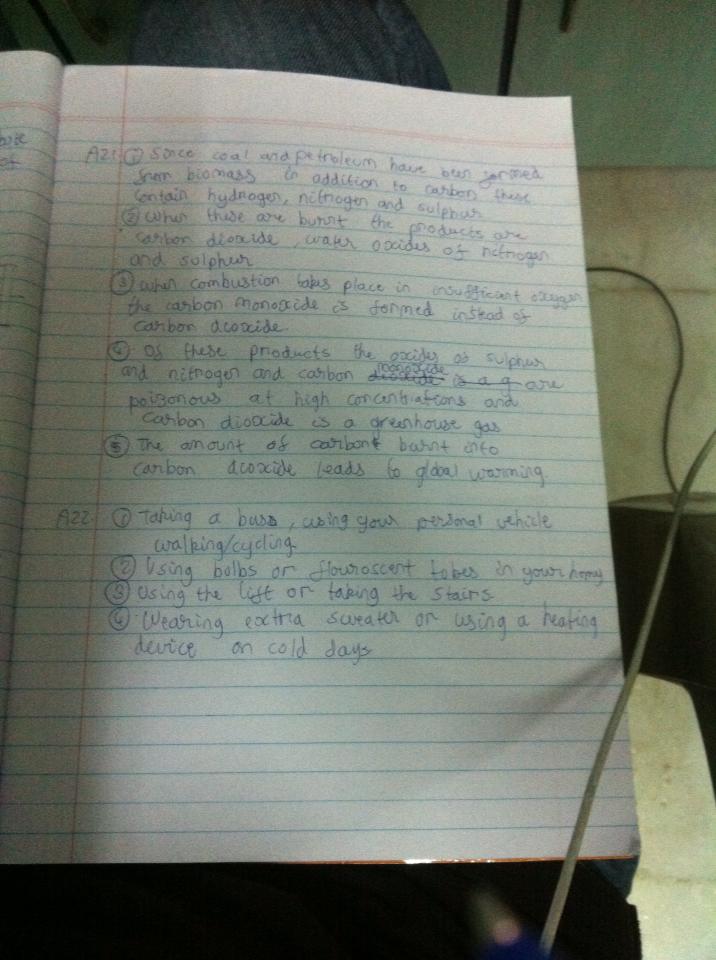 A21. ① Since coal and petroleum have been formed
from biomass in addition to carbon these
contain hydrogen, nitrogen and sulphur
② When these are burnt the products are
carbon dioxide, water oxides of nitrogen
and sulphur
③ When combustion takes place in insufficient oxygen
the carbon monoxide is formed instead of
carbon dioxide.
④ Of these products the oxides of sulphur
and nitrogen and carbon monoxide are
poisonous at high concentrations and
carbon dioxide is a greenhouse gas
⑤ The amount of carbon burnt into
carbon dioxide leads to global warming.
A22. ① Taking a buss, using your personal vehicle
walking/cycling
② Using bolbs or flouroscent tobes in your homy
③ Using the lift or taking the stairs
④ Wearing extra sweater or using a heating
device on cold days